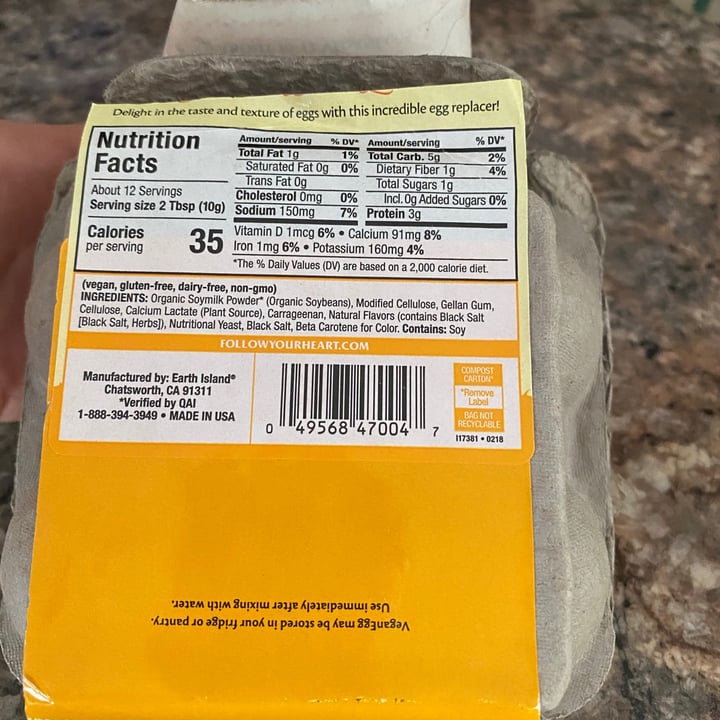 Delight in the taste and texture of eggs with this incredible egg replacer!
Nutrition
Facts
About 12 Servings
Serving size 2 Tbsp (10g)
Calories
per serving
35
Amount/serving % DV*
Total Fat 1g 1%
Saturated Fat 0g 0%
Trans Fat 0g
Cholesterol 0mg 0%
Sodium 150mg 7%
Amount/serving % DV*
Total Carb. 5g 2%
Dietary Fiber 1g 4%
Total Sugars 1g
Incl. 0g Added Sugars 0%
Protein 3g
Vitamin D 1mcg 6% • Calcium 91mg 8%
Iron 1mg 6% • Potassium 160mg 4%
*The % Daily Values (DV) are based on a 2,000 calorie diet.
(vegan, gluten-free, dairy-free, non-gmo)
INGREDIENTS: Organic Soymilk Powder* (Organic Soybeans), Modified Cellulose, Gellan Gum,
Cellulose, Calcium Lactate (Plant Source), Carrageenan, Natural Flavors (contains Black Salt
[Black Salt, Herbs]), Nutritional Yeast, Black Salt, Beta Carotene for Color. Contains: Soy
FOLLOWYOURHEART.COM
Manufactured by: Earth Island®
Chatsworth, CA 91311
*Verified by QAI
1-888-394-3949 • MADE IN USA
0 49568 47004 7
COMPOST
CARTON*
*Remove
Label
BAG NOT
RECYCLABLE
I17381 • 0218
VeganEgg may be stored in your fridge or pantry.
Use immediately after mixing with water.